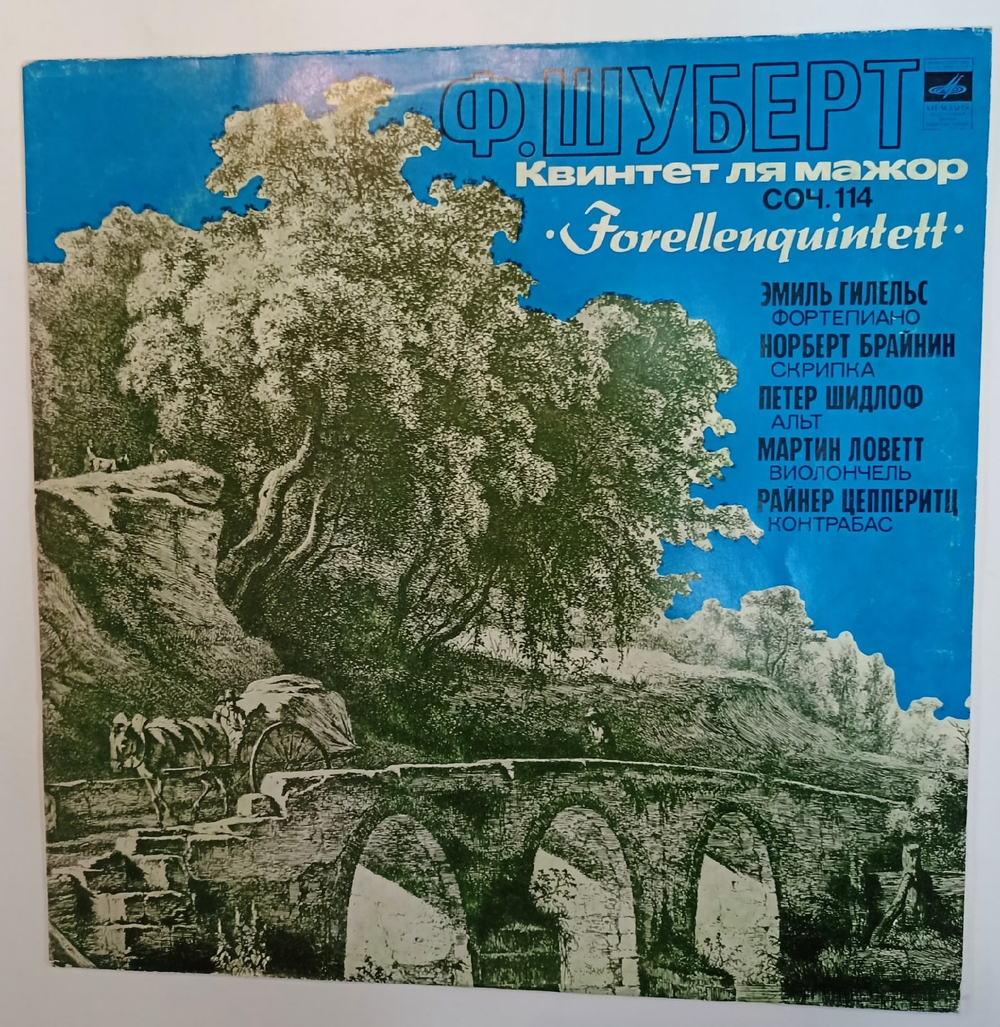 Ф. ШУБЕРТ
Квинтет ля мажор
соч. 114
·Forellenquintett·
ЭМИЛЬ ГИЛЕЛЬС
ФОРТЕПИАНО
НОРБЕРТ БРАЙНИН
СКРИПКА
ПЕТЕР ШИДЛОФ
АЛЬТ
МАРТИН ЛОВЕТТ
ВИОЛОНЧЕЛЬ
РАЙНЕР ЦЕППЕРИТЦ
КОНТРАБАС